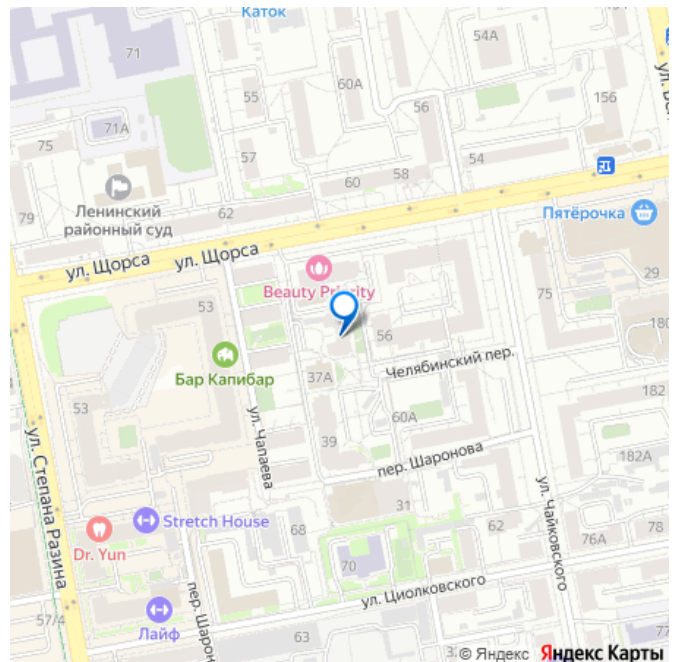 Каток
71
54А
60А
55
56
156
71А
75
57
54
60
58
Ленинский
районный суд
79
62
Пятёрочка
ул. Щорса
ул. Щорса
Beauty Priority
29
53
75
56
180
Челябинский пер.
Бар Капибар
37А
182
53
60А
ул. Чапаева
39
пер. Шаронова
ул. Степана Разина
182А
31
ул. Чайковского
Stretch House
68
62
78
Dr. Yun
76А
70
ул. Циолковского
57/4
Лайф
пер. Шарон
63
77
© Яндекс Яндекс Карты